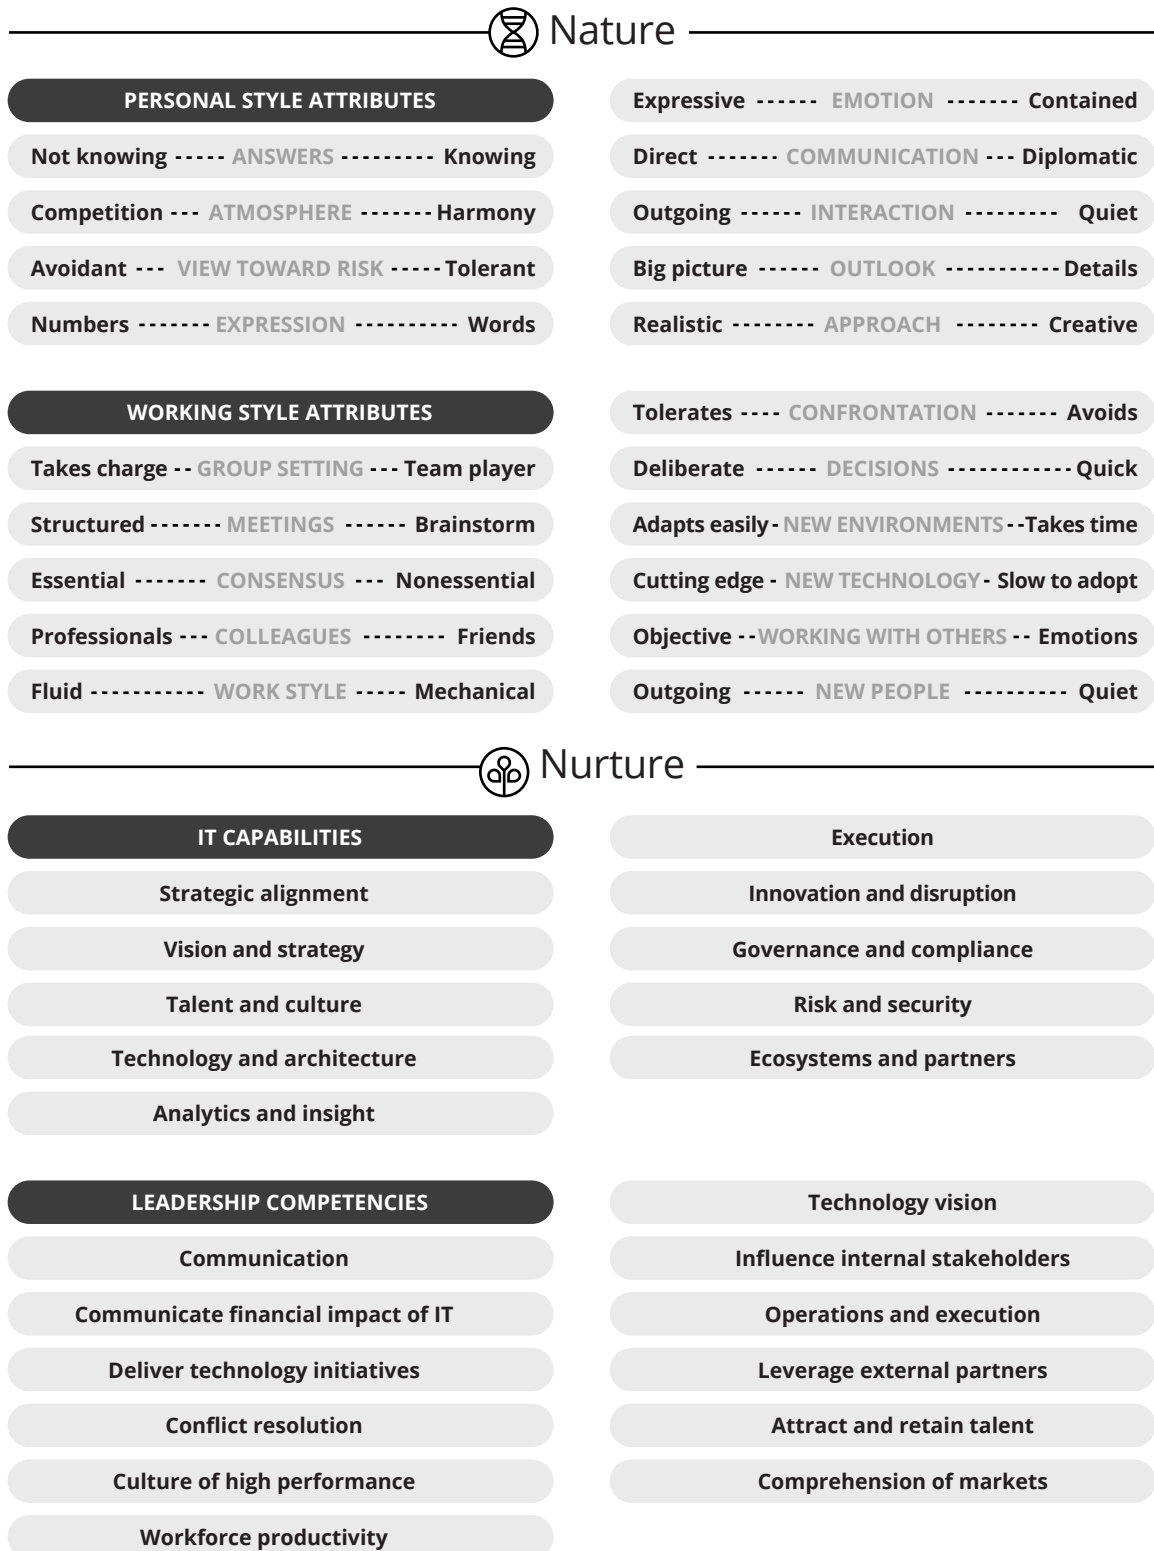 Nature
PERSONAL STYLE ATTRIBUTES
Not knowing ANSWERS Knowing
Competition ATMOSPHERE Harmony
Avoidant VIEW TOWARD RISK Tolerant
Numbers EXPRESSION Words
Expressive EMOTION Contained
Direct COMMUNICATION Diplomatic
Outgoing INTERACTION Quiet
Big picture OUTLOOK Details
Realistic APPROACH Creative
WORKING STYLE ATTRIBUTES
Takes charge GROUP SETTING Team player
Structured MEETINGS Brainstorm
Essential CONSENSUS Nonessential
Professionals COLLEAGUES Friends
Fluid WORK STYLE Mechanical
Tolerates CONFRONTATION Avoids
Deliberate DECISIONS Quick
Adapts easily NEW ENVIRONMENTS Takes time
Cutting edge NEW TECHNOLOGY Slow to adopt
Objective WORKING WITH OTHERS Emotions
Outgoing NEW PEOPLE Quiet
Nurture
IT CAPABILITIES
Strategic alignment
Vision and strategy
Talent and culture
Technology and architecture
Analytics and insight
Execution
Innovation and disruption
Governance and compliance
Risk and security
Ecosystems and partners
LEADERSHIP COMPETENCIES
Communication
Communicate financial impact of IT
Deliver technology initiatives
Conflict resolution
Culture of high performance
Workforce productivity
Technology vision
Influence internal stakeholders
Operations and execution
Leverage external partners
Attract and retain talent
Comprehension of markets